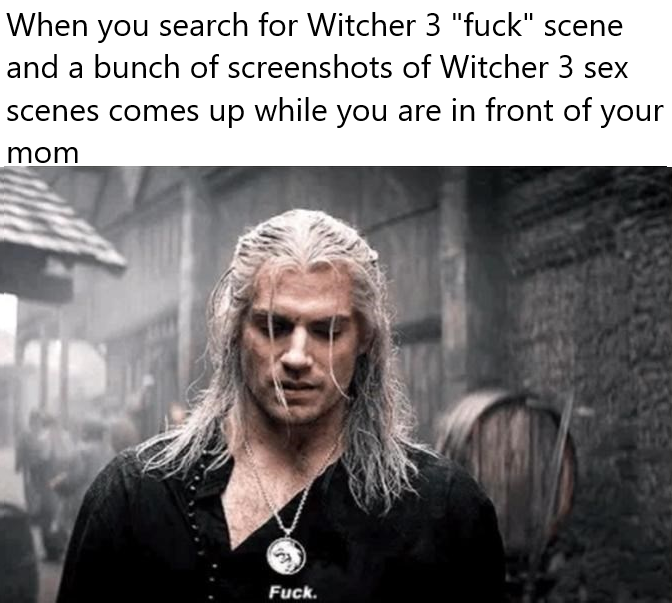 When you search for Witcher 3 "fuck" scene
and a bunch of screenshots of Witcher 3 sex
scenes comes up while you are in front of your
mom
Fuck.